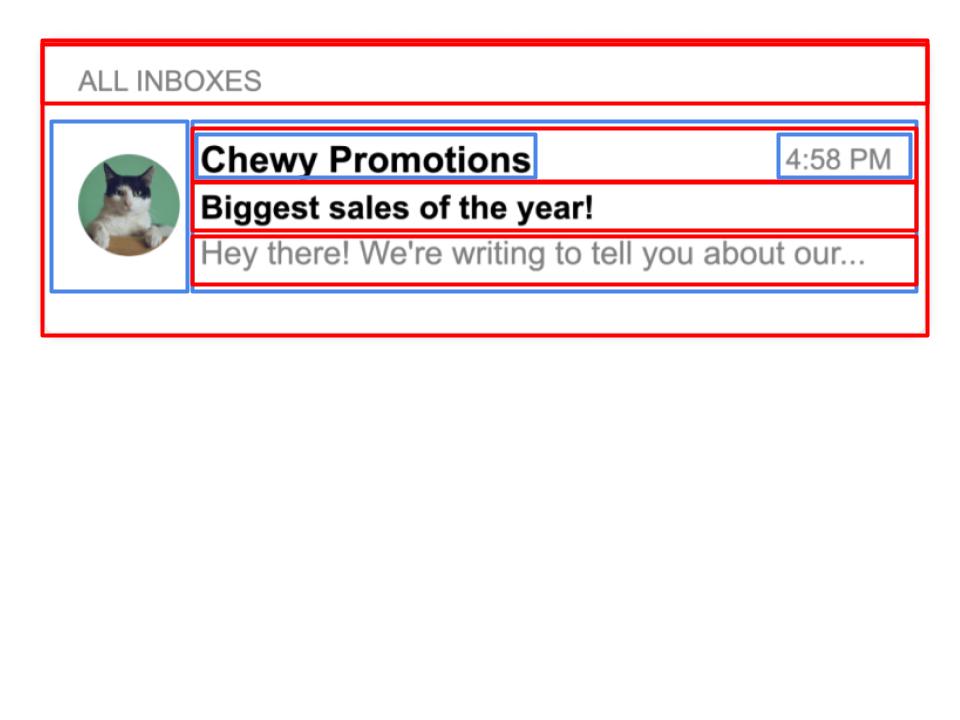 ALL INBOXES
Chewy Promotions 4:58 PM
Biggest sales of the year!
Hey there! We're writing to tell you about our...